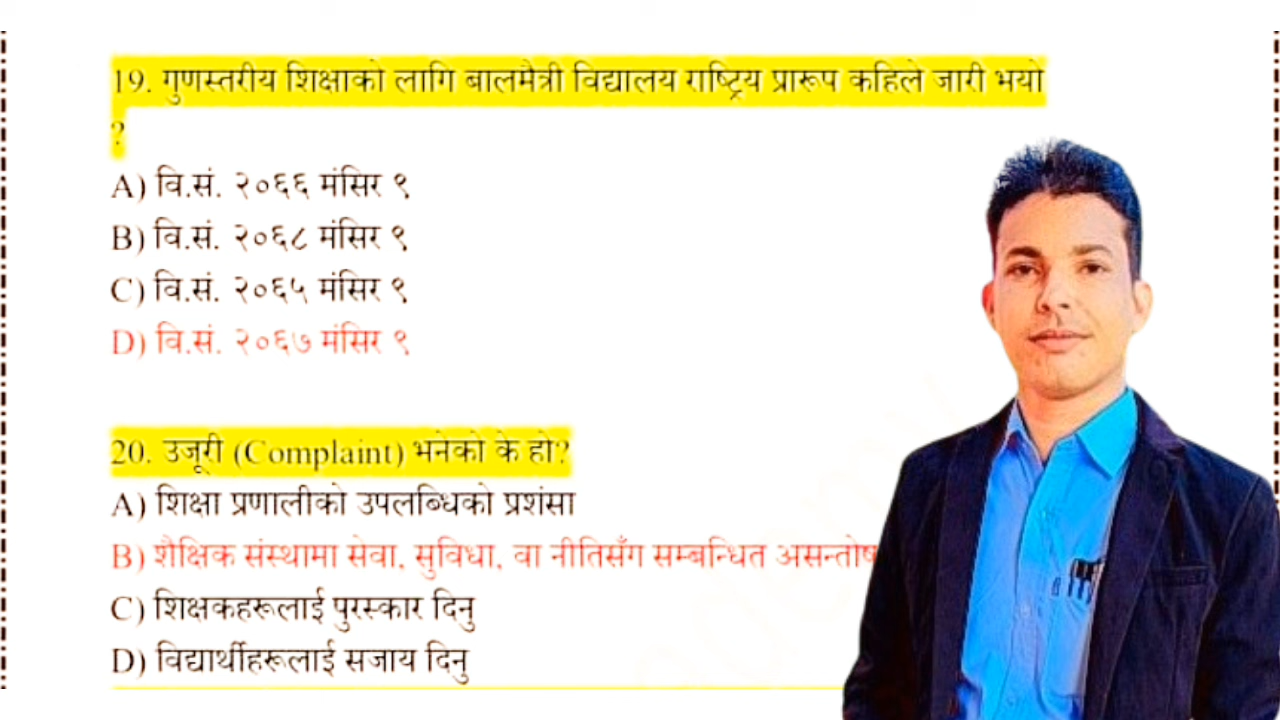 19. गुणस्तरीय शिक्षाको लागि बालमैत्री विद्यालय राष्ट्रिय प्रारूप कहिले जारी भयो
?
A) वि.सं. २०६६ मंसिर ९
B) वि.सं. २०६८ मंसिर ९
C) वि.सं. २०६५ मंसिर ९
D) वि.सं. २०६७ मंसिर ९
20. उजूरी (Complaint) भनेको के हो?
A) शिक्षा प्रणालीको उपलब्धिको प्रशंसा
B) शैक्षिक संस्थामा सेवा, सुविधा, वा नीतिसँग सम्बन्धित असन्तोष
C) शिक्षकहरूलाई पुरस्कार दिनु
D) विद्यार्थीहरूलाई सजाय दिनु